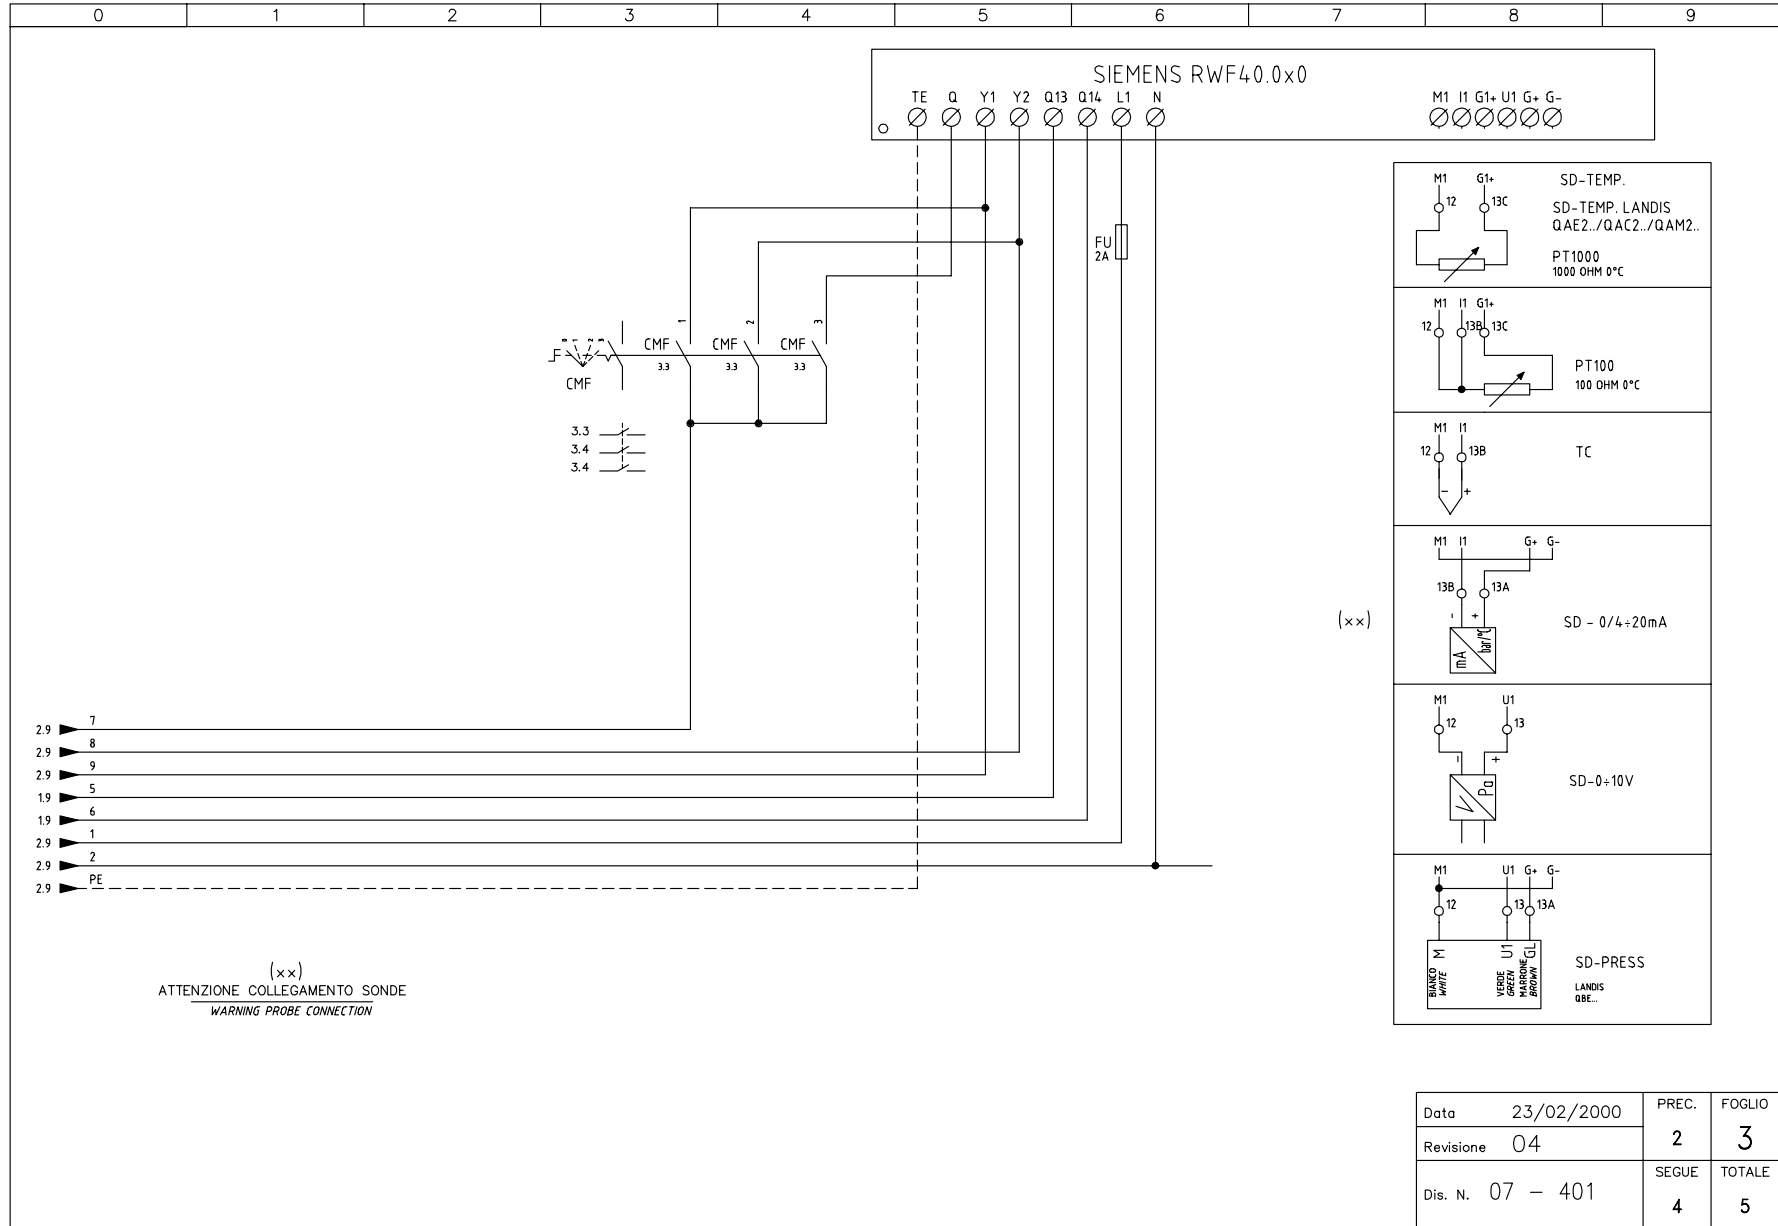 0 1 2 3 4 5 6 7 8 9
SIEMENS RWF40.0x0
TE Q Y1 Y2 Q13 Q14 L1 N M1 I1 G1+ U1 G+ G-
FU
2A
1 2 3
0 1 2 3
CMF CMF CMF
3.3 3.3 3.3
CMF
3.3
3.4
3.4
2.9 7
2.9 8
2.9 9
1.9 5
1.9 6
2.9 1
2.9 2
2.9 PE
(xx)
ATTENZIONE COLLEGAMENTO SONDE
WARNING PROBE CONNECTION
(xx)
M1 G1+ SD-TEMP.
12 13C SD-TEMP. LANDIS
QAE2../QAC2../QAM2..
PT1000
1000 OHM 0°C
M1 I1 G1+
12 13B 13C
PT100
100 OHM 0°C
M1 I1
12 13B TC
- +
M1 I1 G+ G-
13B 13A
- +
mA bar/°C
SD - 0/4÷20mA
M1 U1
12 13
- +
V Pa
SD-0÷10V
M1 U1 G+ G-
12 13 13A
M U1 GL
BIANCO VERDE MARRONE
WHITE GREEN BROWN
SD-PRESS
LANDIS
QBE...
Data 23/02/2000 PREC. FOGLIO
Revisione 04 2 3
SEGUE TOTALE
Dis. N. 07 - 401 4 5